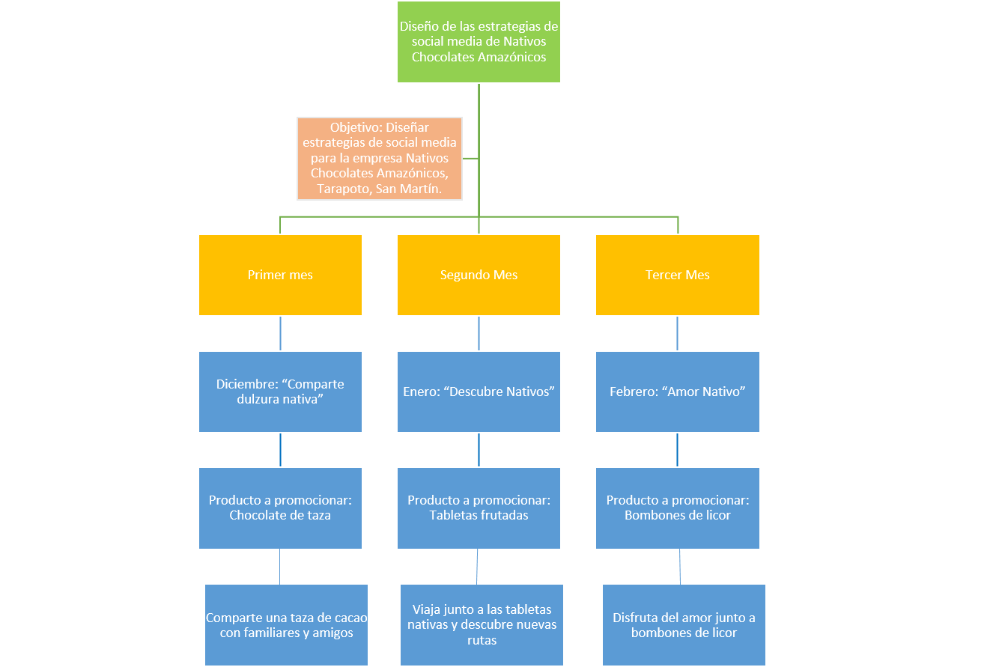 Diseño de las estrategias de
social media de Nativos
Chocolates Amazónicos
Objetivo: Diseñar
estrategias de social media
para la empresa Nativos
Chocolates Amazónicos,
Tarapoto, San Martín.
Primer mes
Segundo Mes
Tercer Mes
Diciembre: “Comparte
dulzura nativa”
Enero: “Descubre Nativos”
Febrero: “Amor Nativo”
Producto a promocionar:
Chocolate de taza
Producto a promocionar:
Tabletas frutadas
Producto a promocionar:
Bombones de licor
Comparte una taza de cacao
con familiares y amigos
Viaja junto a las tabletas
nativas y descubre nuevas
rutas
Disfruta del amor junto a
bombones de licor